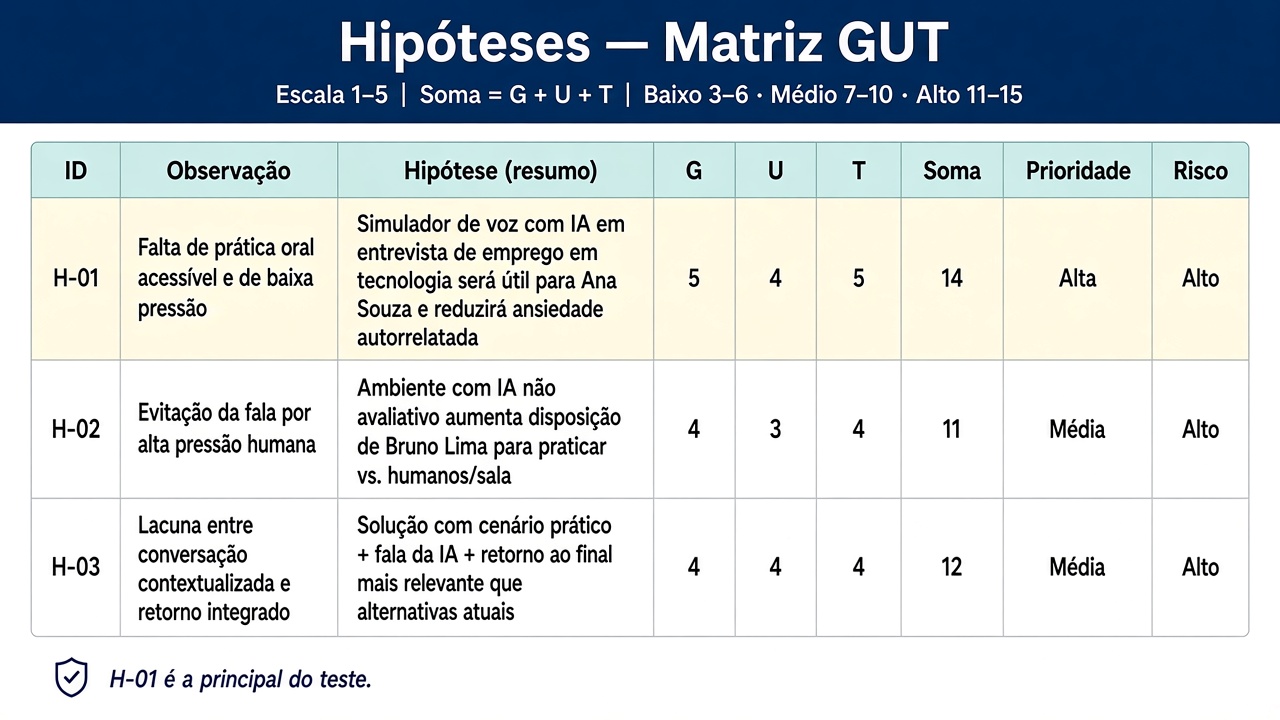 Hipóteses — Matriz GUT
Escala 1–5 | Soma = G + U + T | Baixo 3–6 · Médio 7–10 · Alto 11–15
ID Observação Hipótese (resumo) G U T Soma Prioridade Risco
H-01
Falta de prática oral
acessível e de baixa
pressão
Simulador de voz com IA em
entrevista de emprego em
tecnologia será útil para Ana
Souza e reduzirá ansiedade
autorrelatada
5 4 5 14 Alta Alto
H-02
Evitação da fala por
alta pressão humana
Ambiente com IA não
avaliativo aumenta disposição
de Bruno Lima para praticar
vs. humanos/sala
4 3 4 11 Média Alto
H-03
Lacuna entre
conversação
contextualizada e
retorno integrado
Solução com cenário prático
+ fala da IA + retorno ao final
mais relevante que
alternativas atuais
4 4 4 12 Média Alto
H-01 é a principal do teste.